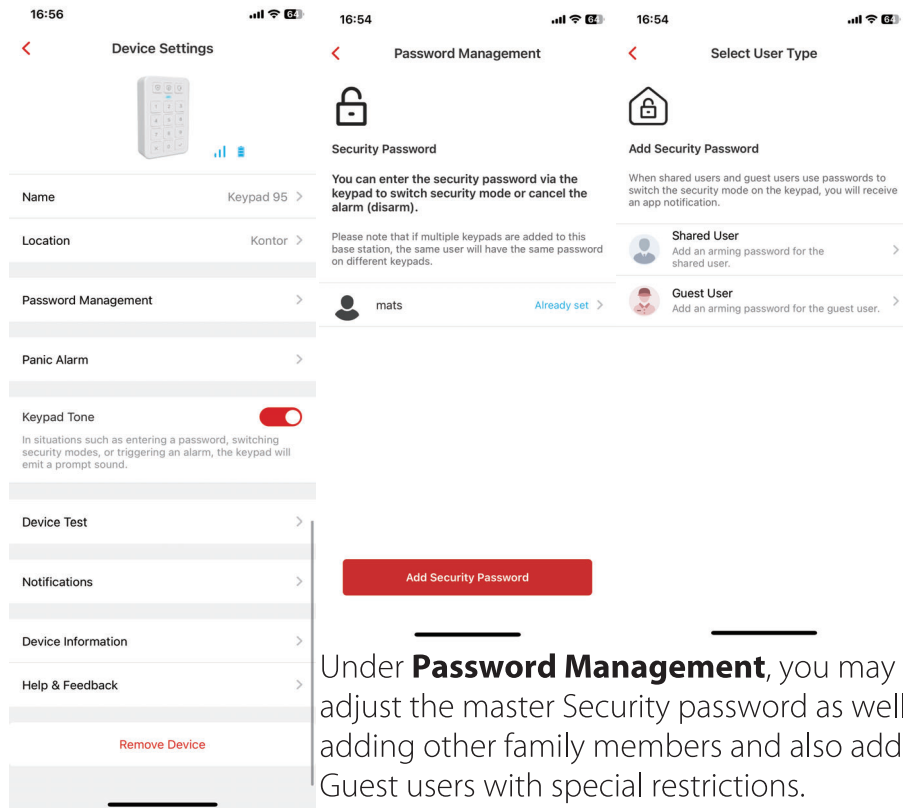 16:56
64
Device Settings
Name
Keypad 95
Location
Kontor
Password Management
Panic Alarm
Keypad Tone
In situations such as entering a password, switching
security modes, or triggering an alarm, the keypad will
emit a prompt sound.
Device Test
Notifications
Device Information
Help & Feedback
Remove Device
16:54
64
Password Management
Security Password
You can enter the security password via the
keypad to switch security mode or cancel the
alarm (disarm).
Please note that if multiple keypads are added to this
base station, the same user will have the same password
on different keypads.
mats
Already set
Add Security Password
16:54
64
Select User Type
Add Security Password
When shared users and guest users use passwords to
switch the security mode on the keypad, you will receive
an app notification.
Shared User
Add an arming password for the
shared user.
Guest User
Add an arming password for the guest user.
Under Password Management, you may
adjust the master Security password as well
adding other family members and also add
Guest users with special restrictions.